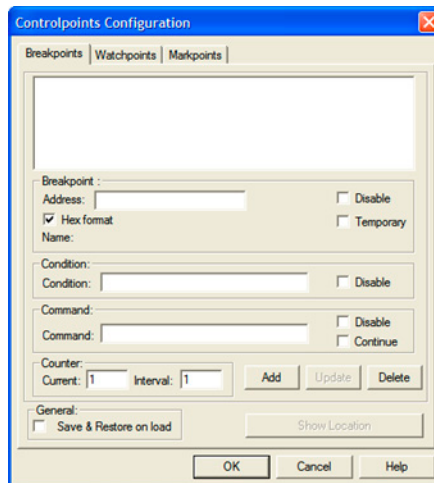 Controlpoints Configuration
Breakpoints Watchpoints Markpoints
Breakpoint :
Address: Disable
Hex format Temporary
Name:
Condition:
Condition: Disable
Command:
Disable
Command: Continue
Counter:
Current: 1 Interval: 1 Add Update Delete
General:
Save & Restore on load Show Location
OK Cancel Help